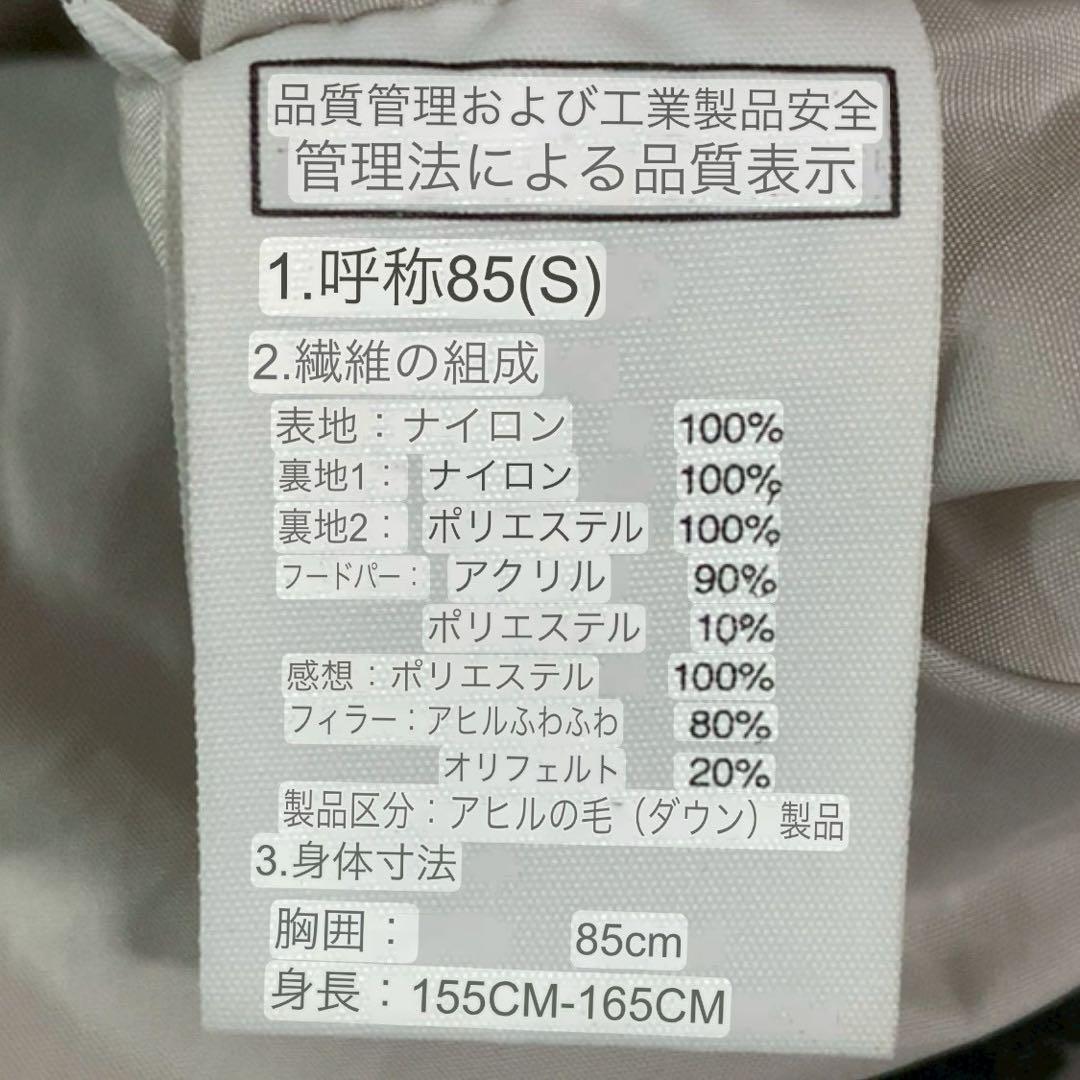 品質管理および工業製品安全
管理法による品質表示
1.呼称85(S)
2.繊維の組成
表地：ナイロン 100%
裏地1： ナイロン 100%
裏地2： ポリエステル 100%
フードパー： アクリル 90%
ポリエステル 10%
感想：ポリエステル 100%
フィラー：アヒルふわふわ 80%
オリフェルト 20%
製品区分：アヒルの毛（ダウン）製品
3.身体寸法
胸囲： 85cm
身長：155CM-165CM